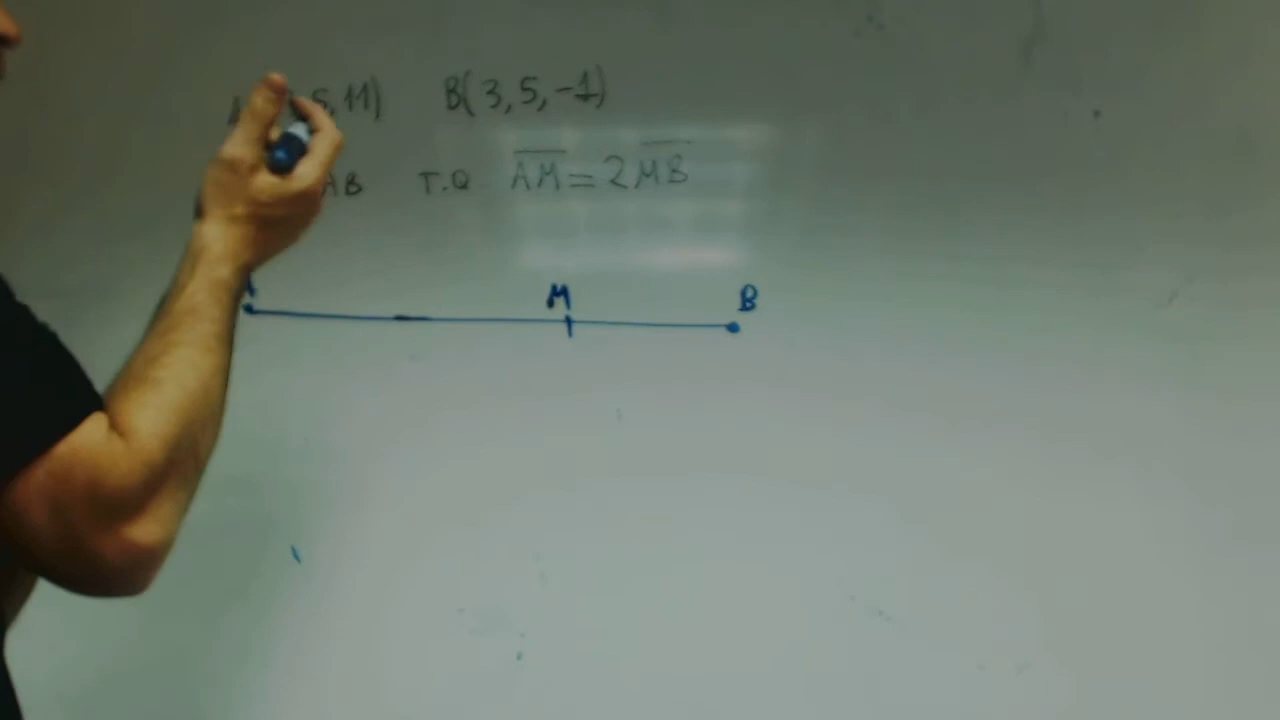 5,11) B(3,5,-1)
AB T.Q AM = 2MB
M B